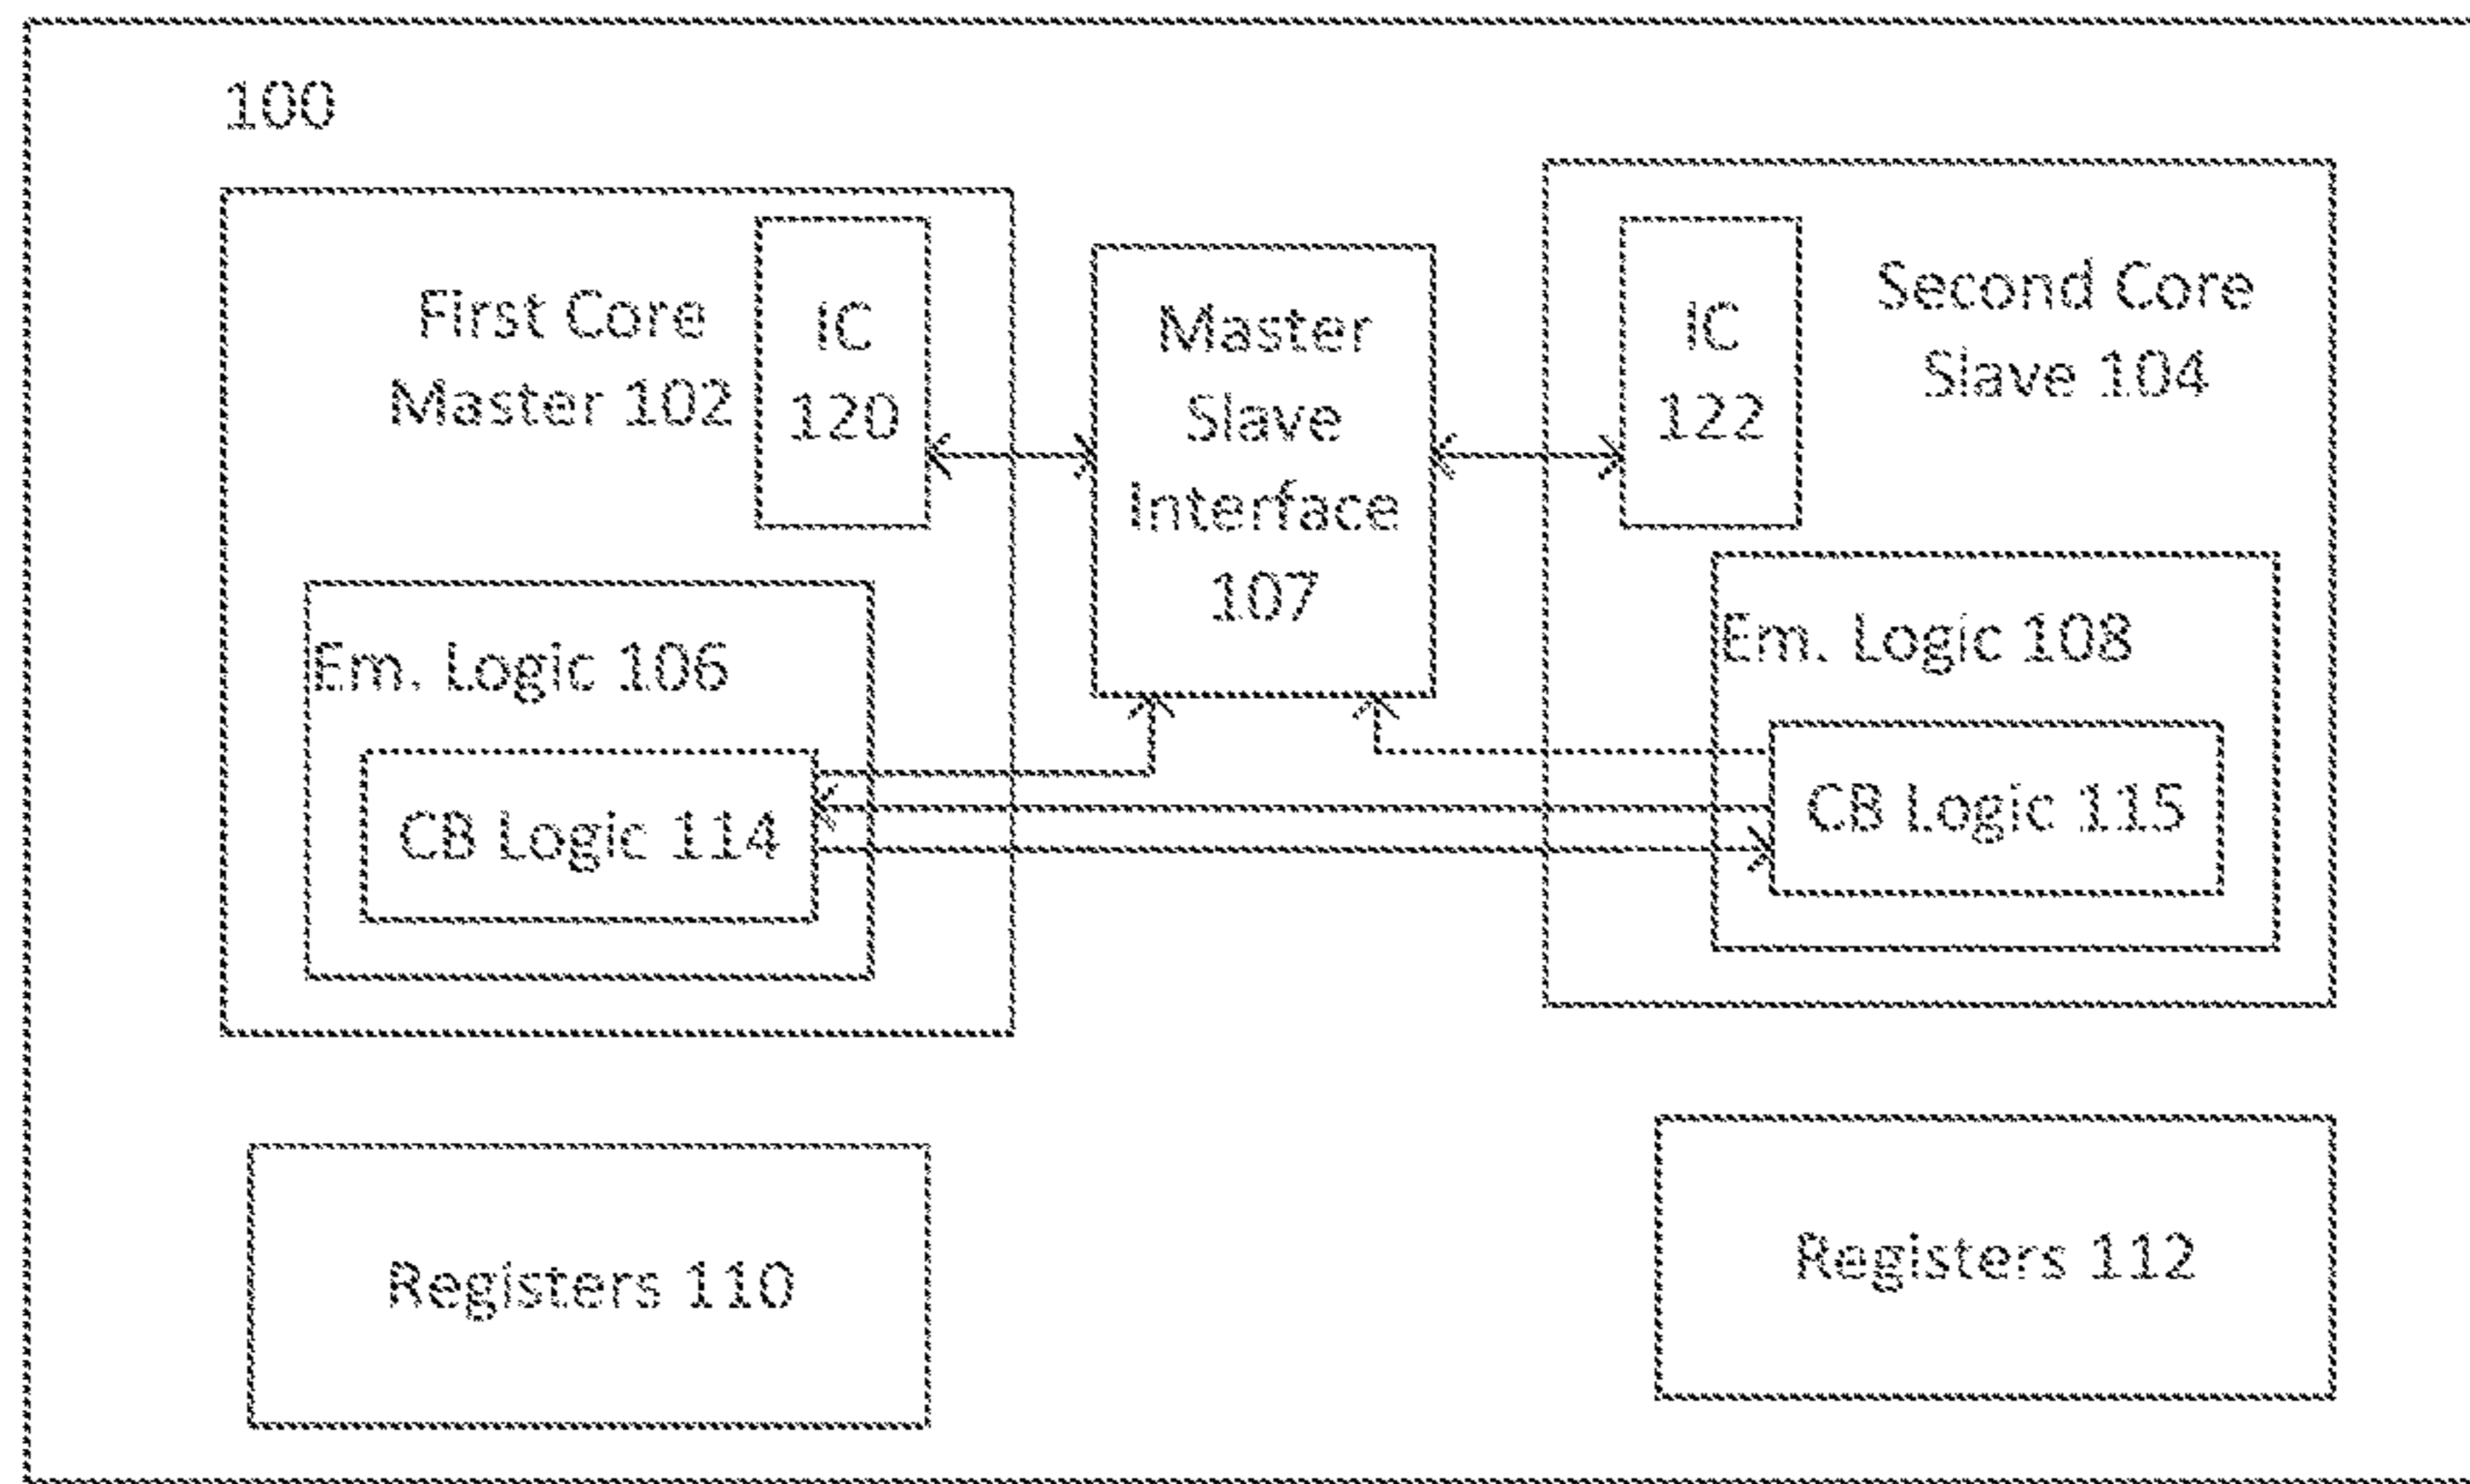 100
First Core
Master 102
IC
120
Master
Slave
Interface
107
IC
122
Second Core
Slave 104
Em. Logic 106
CB Logic 114
Em. Logic 108
CB Logic 115
Registers 110
Registers 112